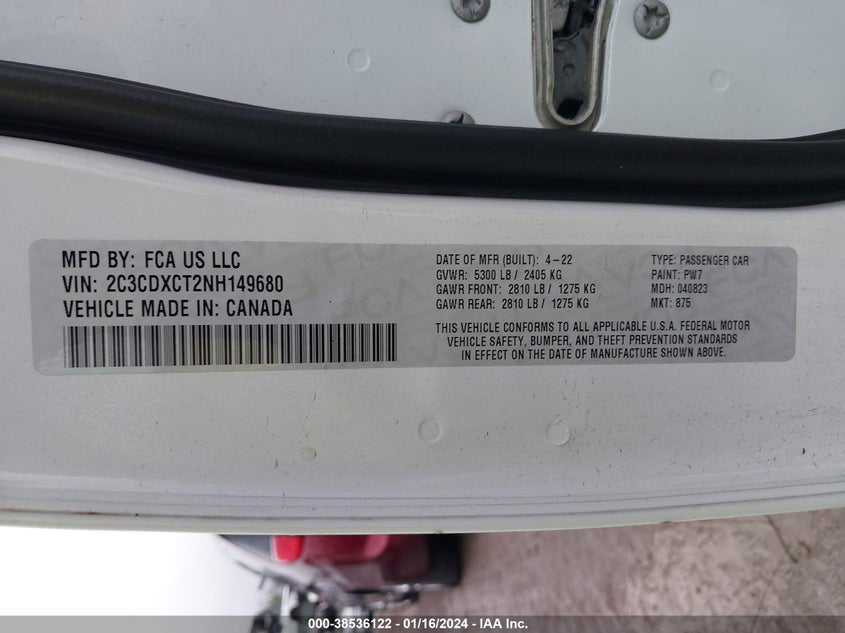 MFD BY: FCA US LLC
VIN: 2C3CDXCT2NH149680
VEHICLE MADE IN: CANADA
DATE OF MFR (BUILT): 4-22
GVWR: 5300 LB / 2405 KG
GAWR FRONT: 2810 LB / 1275 KG
GAWR REAR: 2810 LB / 1275 KG
TYPE: PASSENGER CAR
PAINT: PW7
MDH: 040823
MKT: 875
THIS VEHICLE CONFORMS TO ALL APPLICABLE U.S.A. FEDERAL MOTOR
VEHICLE SAFETY, BUMPER, AND THEFT PREVENTION STANDARDS
IN EFFECT ON THE DATE OF MANUFACTURE SHOWN ABOVE.
000-38536122 - 01/16/2024 - IAA Inc.